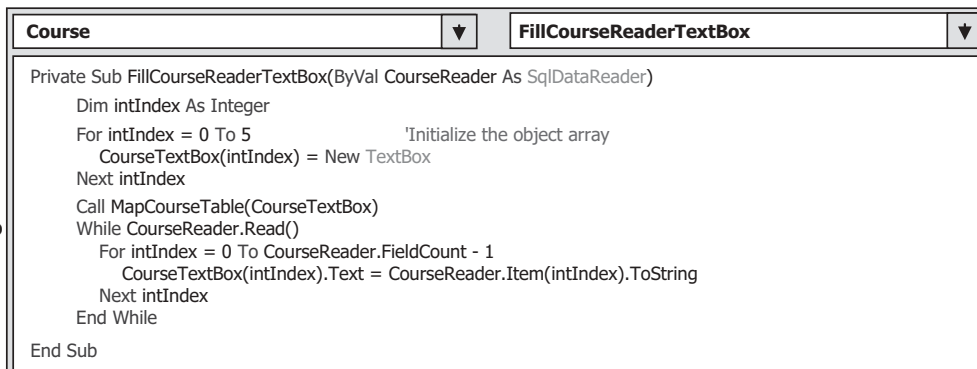 Course
FillCourseReaderTextBox
Private Sub FillCourseReaderTextBox(ByVal CourseReader As SqlDataReader)
Dim intIndex As Integer
For intIndex = 0 To 5 'Initialize the object array
CourseTextBox(intIndex) = New TextBox
Next intIndex
Call MapCourseTable(CourseTextBox)
While CourseReader.Read()
For intIndex = 0 To CourseReader.FieldCount - 1
CourseTextBox(intIndex).Text = CourseReader.Item(intIndex).ToString
Next intIndex
End While
End Sub